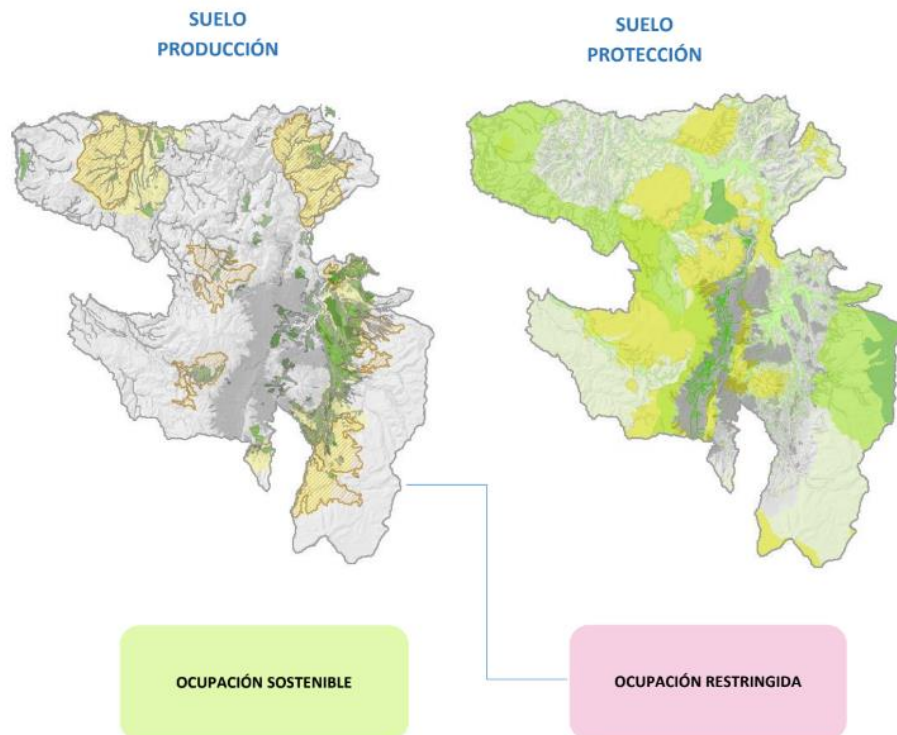 SUELO
PRODUCCIÓN
SUELO
PROTECCIÓN
OCUPACIÓN SOSTENIBLE
OCUPACIÓN RESTRINGIDA